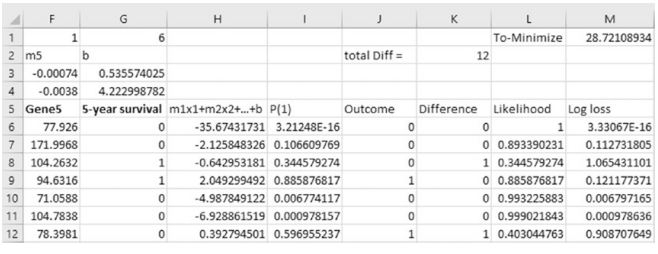 F G H I J K L M
1 1 6 To-Minimize 28.72108934
2 m5 b total Diff = 12
3 -0.00074 0.535574025
4 -0.0038 4.222998782
5 Gene5 5-year survival m1x1+m2x2+...+b P(1) Outcome Difference Likelihood Log loss
6 77.926 0 -35.67431731 3.21248E-16 0 0 1 3.33067E-16
7 171.9968 0 -2.125848326 0.106609769 0 0 0.893390231 0.112731805
8 104.2632 1 -0.642953181 0.344579274 0 1 0.344579274 1.065431101
9 94.6316 1 2.049299492 0.885876817 1 0 0.885876817 0.121177371
10 71.0588 0 -4.987849122 0.006774117 0 0 0.993225883 0.006797165
11 104.7838 0 -6.928861519 0.000978157 0 0 0.999021843 0.000978636
12 78.3981 0 0.392794501 0.596955237 1 1 0.403044763 0.908707649